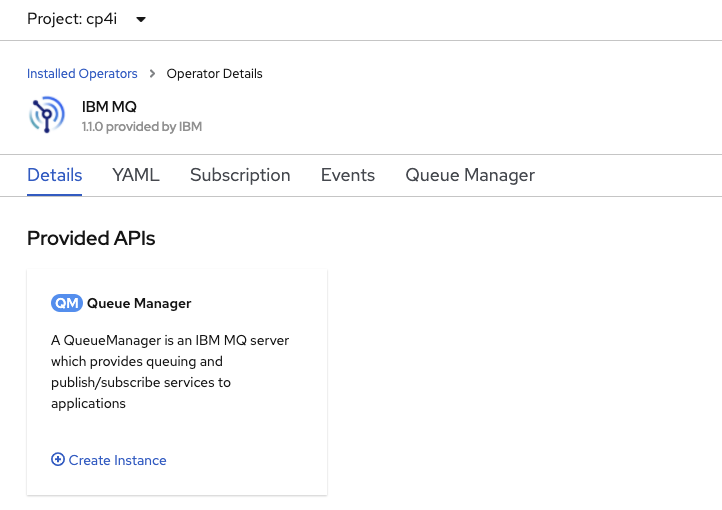 Project: cp4i
Installed Operators > Operator Details
IBM MQ
1.1.0 provided by IBM
Details YAML Subscription Events Queue Manager
Provided APIs
QM Queue Manager
A QueueManager is an IBM MQ server
which provides queuing and
publish/subscribe services to
applications
Create Instance